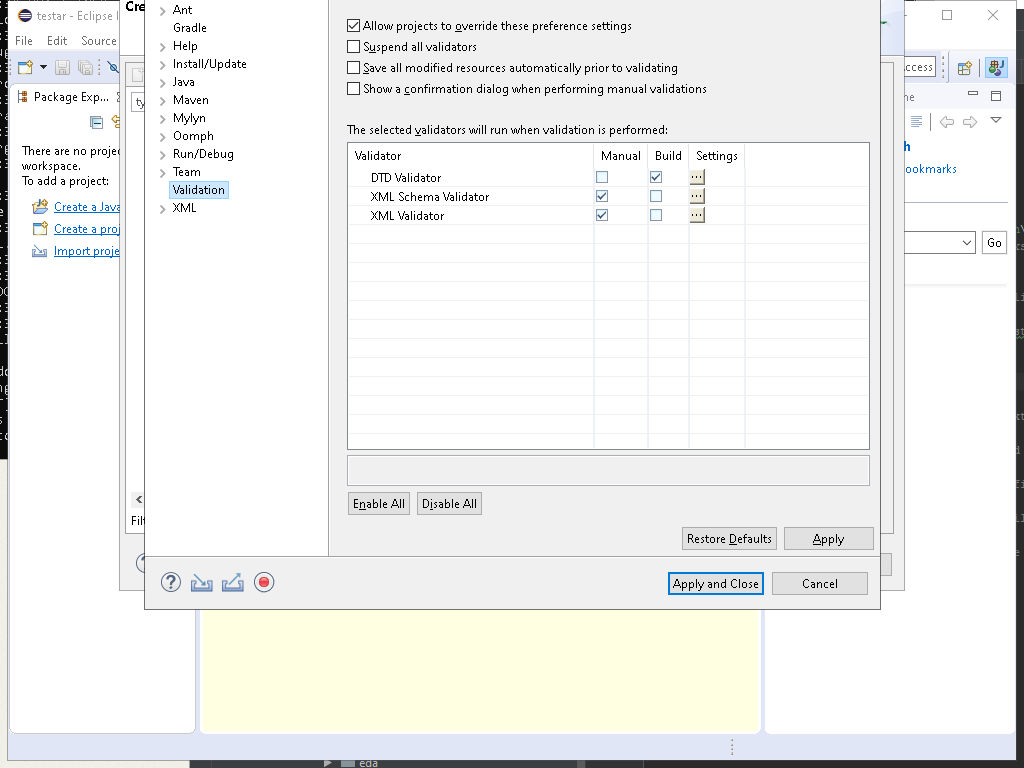 testar - Eclipse I
Cre
File Edit Source
Package Exp...
There are no proje
workspace.
To add a project:
Create a Java
Create a proj
Import proje
ty
Filt
Ant
Gradle
Help
Install/Update
Java
Maven
Mylyn
Oomph
Run/Debug
Team
Validation
XML
Allow projects to override these preference settings
Suspend all validators
Save all modified resources automatically prior to validating
Show a confirmation dialog when performing manual validations
The selected validators will run when validation is performed:
Validator Manual Build Settings
DTD Validator ...
XML Schema Validator ...
XML Validator ...
Enable All Disable All
Restore Defaults Apply
Apply and Close Cancel
ccess
ne
h
ookmarks
Go
eda